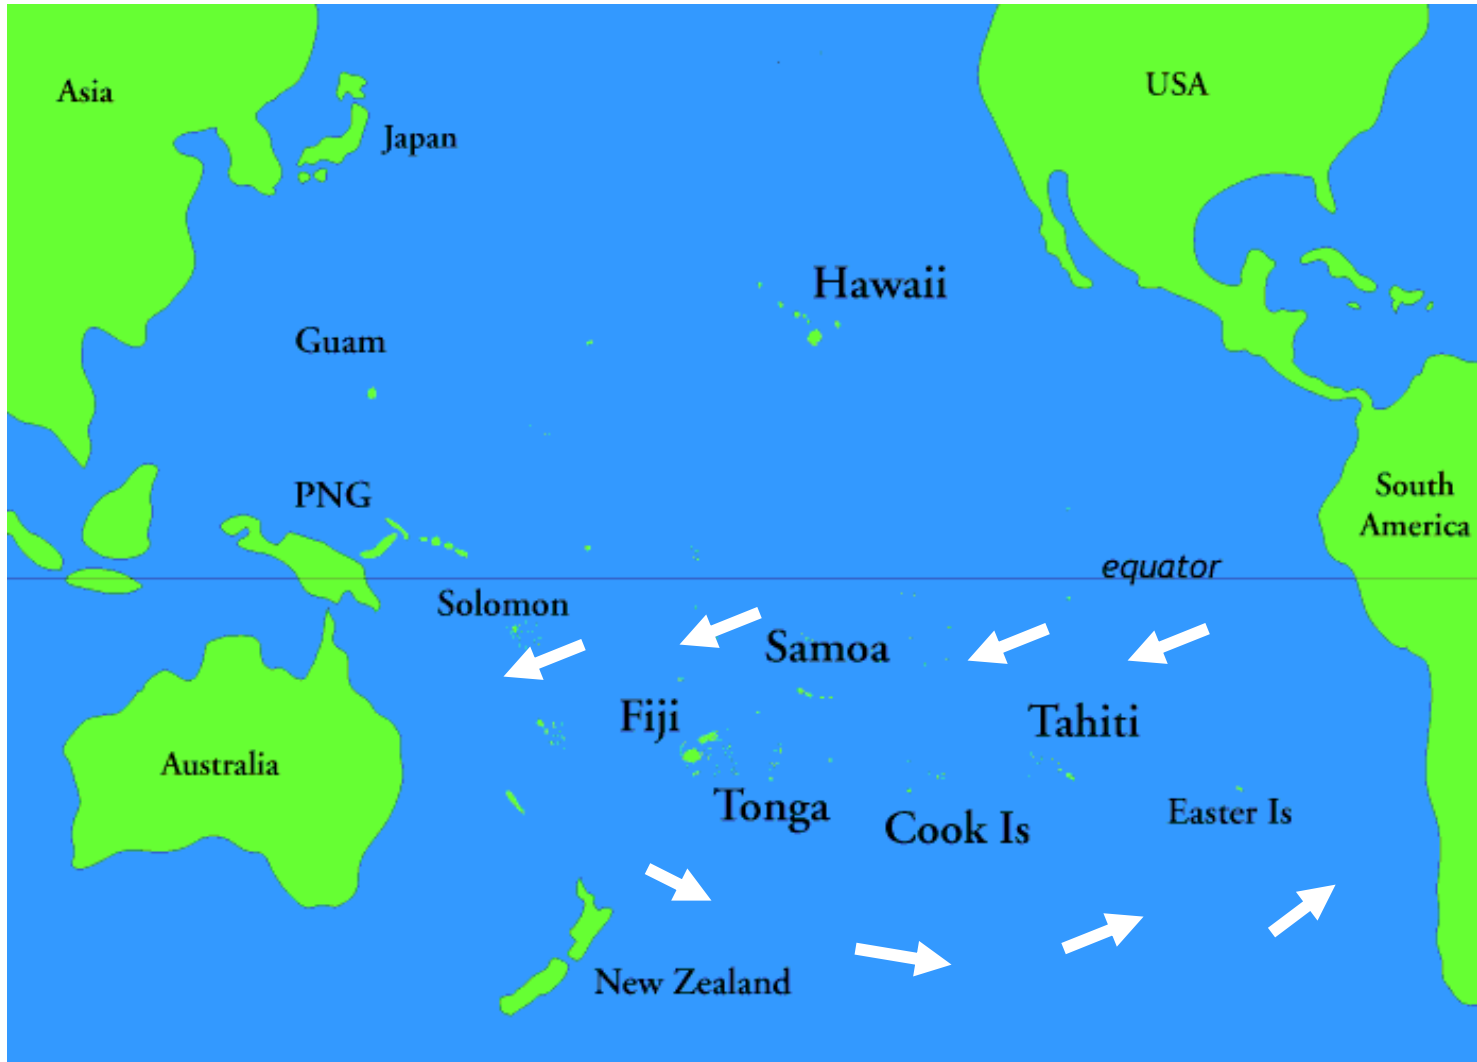 Asia
USA
Japan
Hawaii
Guam
PNG
South
America
equator
Solomon
Samoa
Fiji
Tahiti
Australia
Tonga
Cook Is
Easter Is
New Zealand